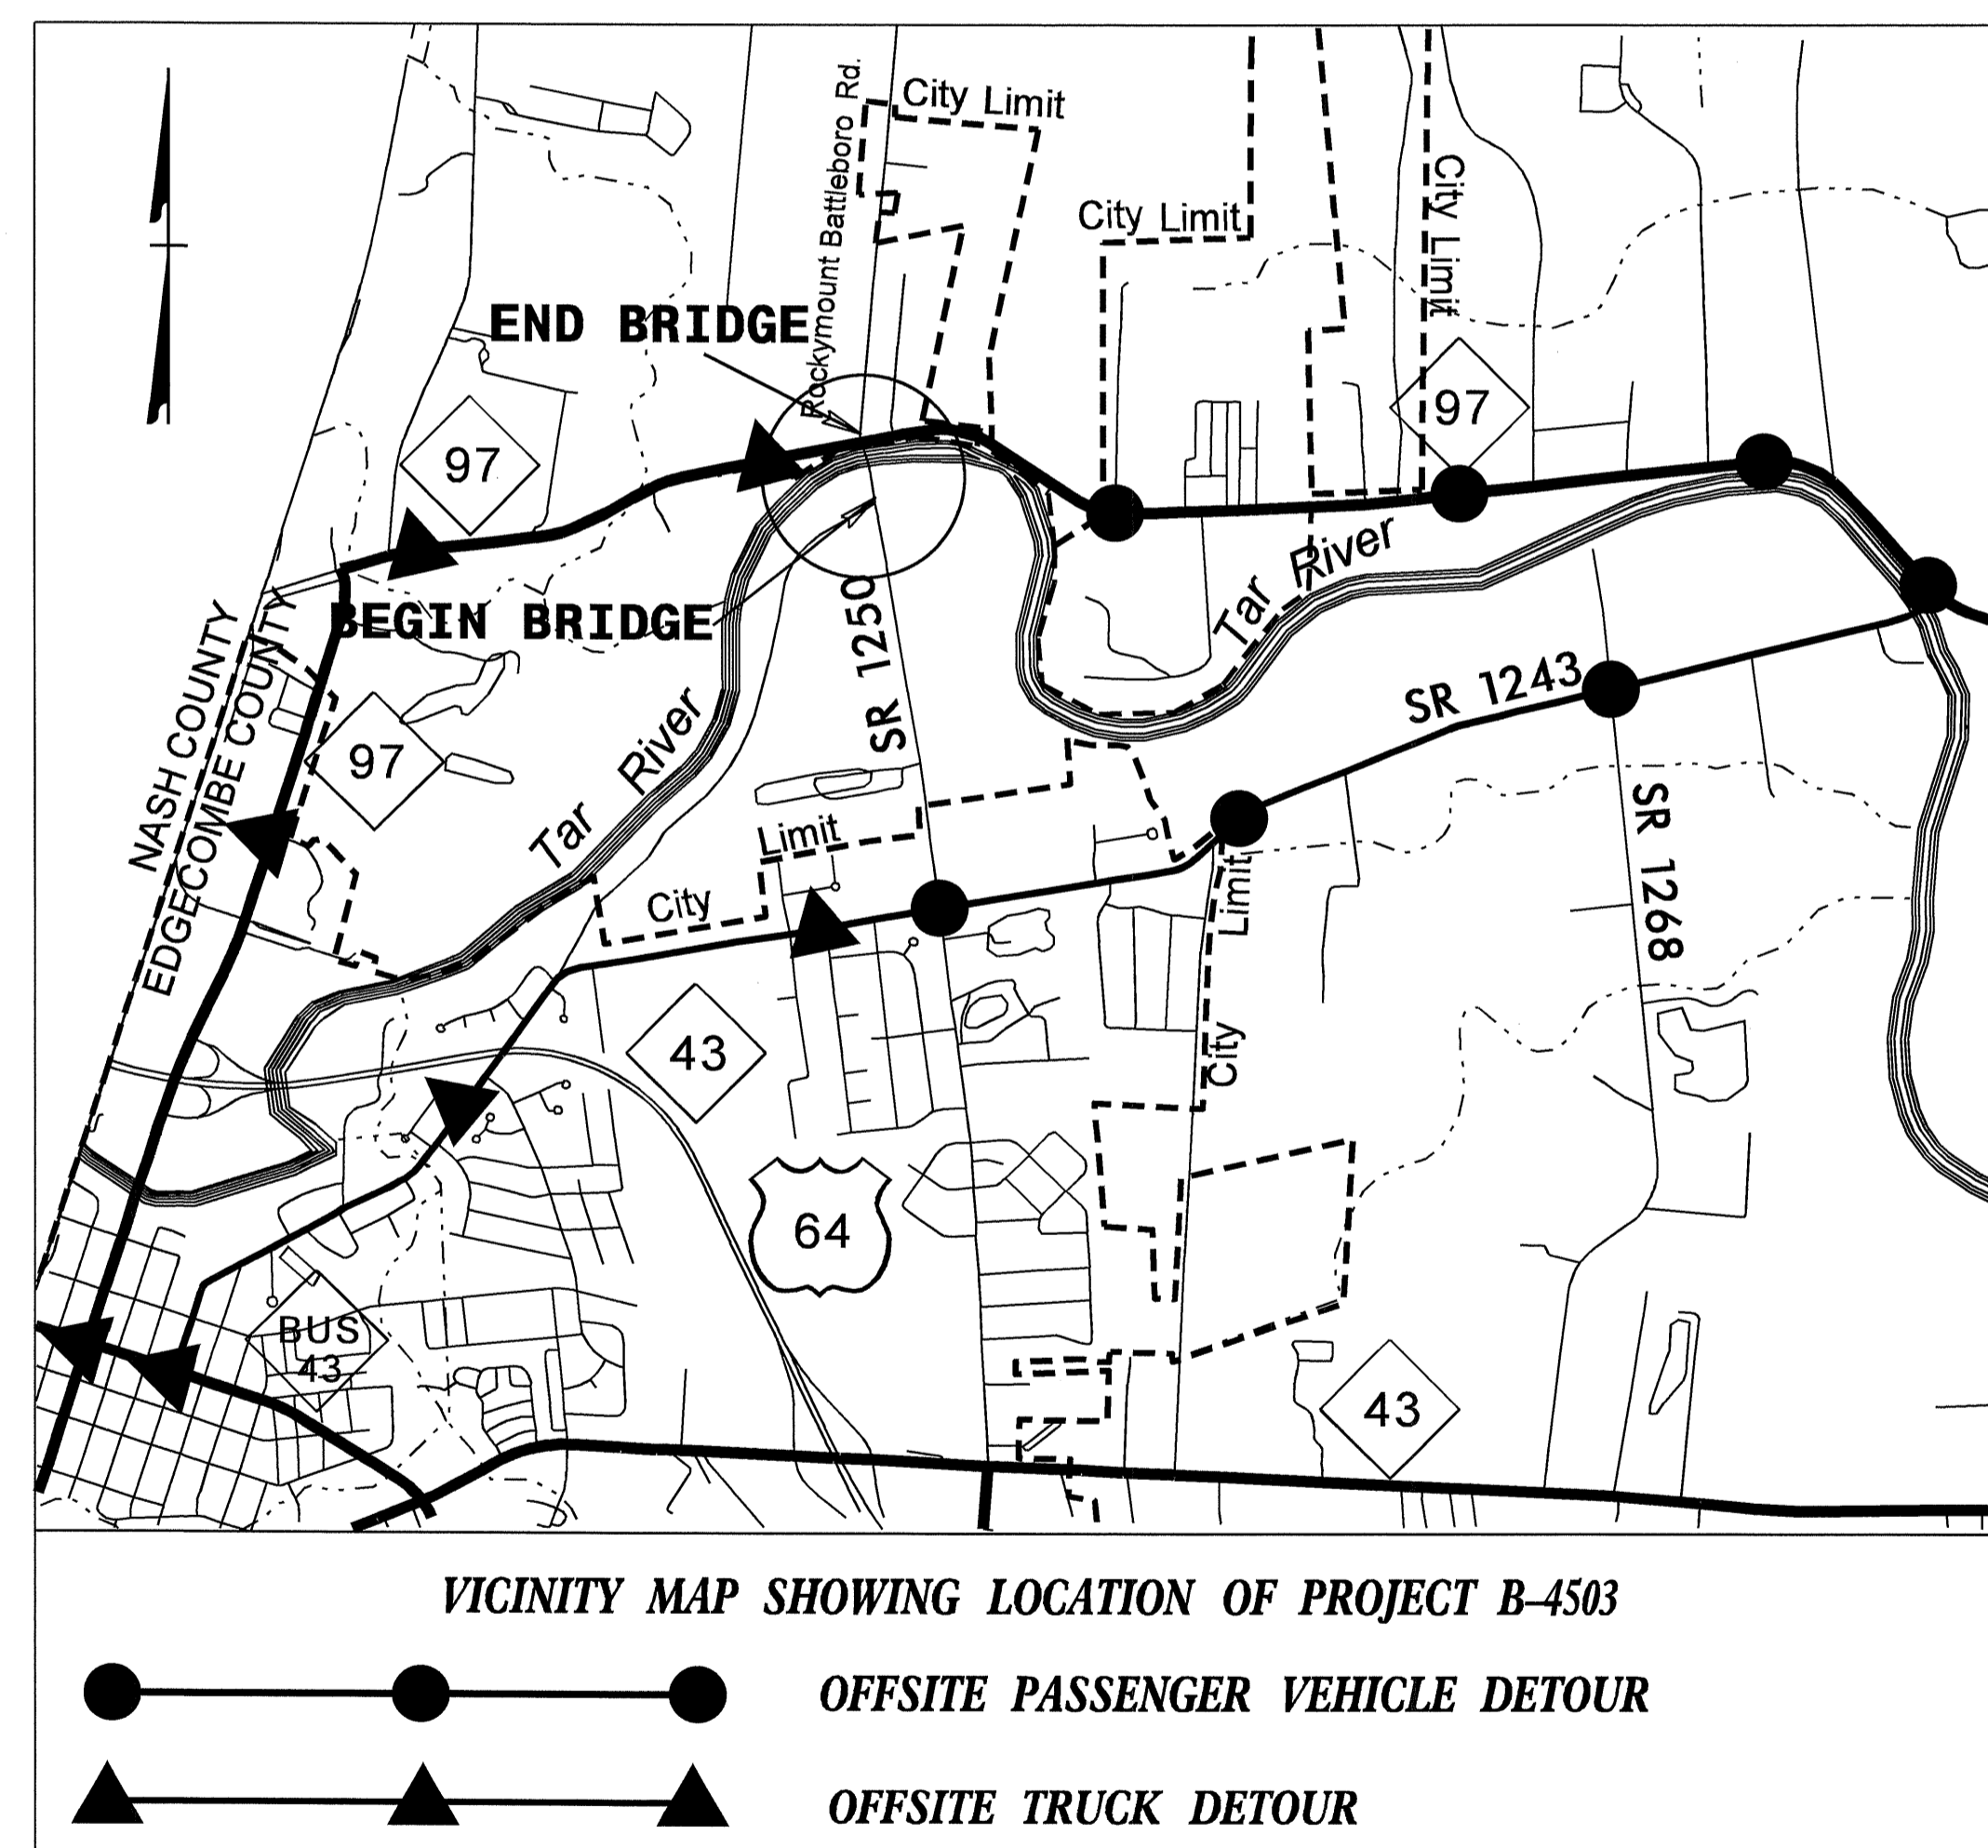 Rockymount Battleboro Rd.
City Limit
City Limit
City Limit
END BRIDGE
97
97
BEGIN BRIDGE
NASH COUNTY
EDGECOMBE COUNTY
97
Tar River
SR 1250
Tar River
SR 1243
SR 1268
City Limit
City Limit
43
64
BUS
43
43
VICINITY MAP SHOWING LOCATION OF PROJECT B-4503
OFFSITE PASSENGER VEHICLE DETOUR
OFFSITE TRUCK DETOUR